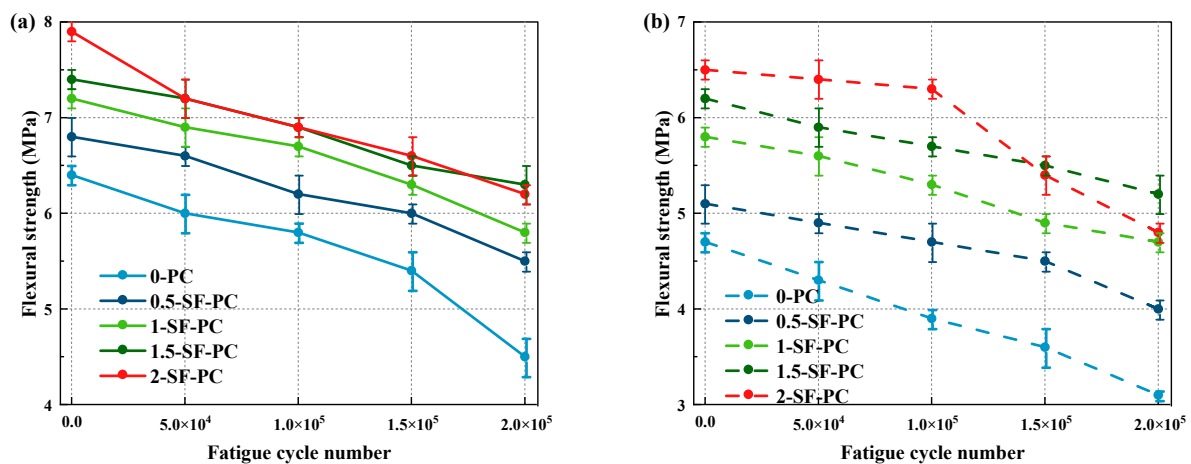 (a)
8
7
6
5
4
Flexural strength (MPa)
0-PC
0.5-SF-PC
1-SF-PC
1.5-SF-PC
2-SF-PC
0.0
5.0×10⁴
1.0×10⁵
1.5×10⁵
2.0×10⁵
Fatigue cycle number
(b)
7
6
5
4
3
Flexural strength (MPa)
0-PC
0.5-SF-PC
1-SF-PC
1.5-SF-PC
2-SF-PC
0.0
5.0×10⁴
1.0×10⁵
1.5×10⁵
2.0×10⁵
Fatigue cycle number